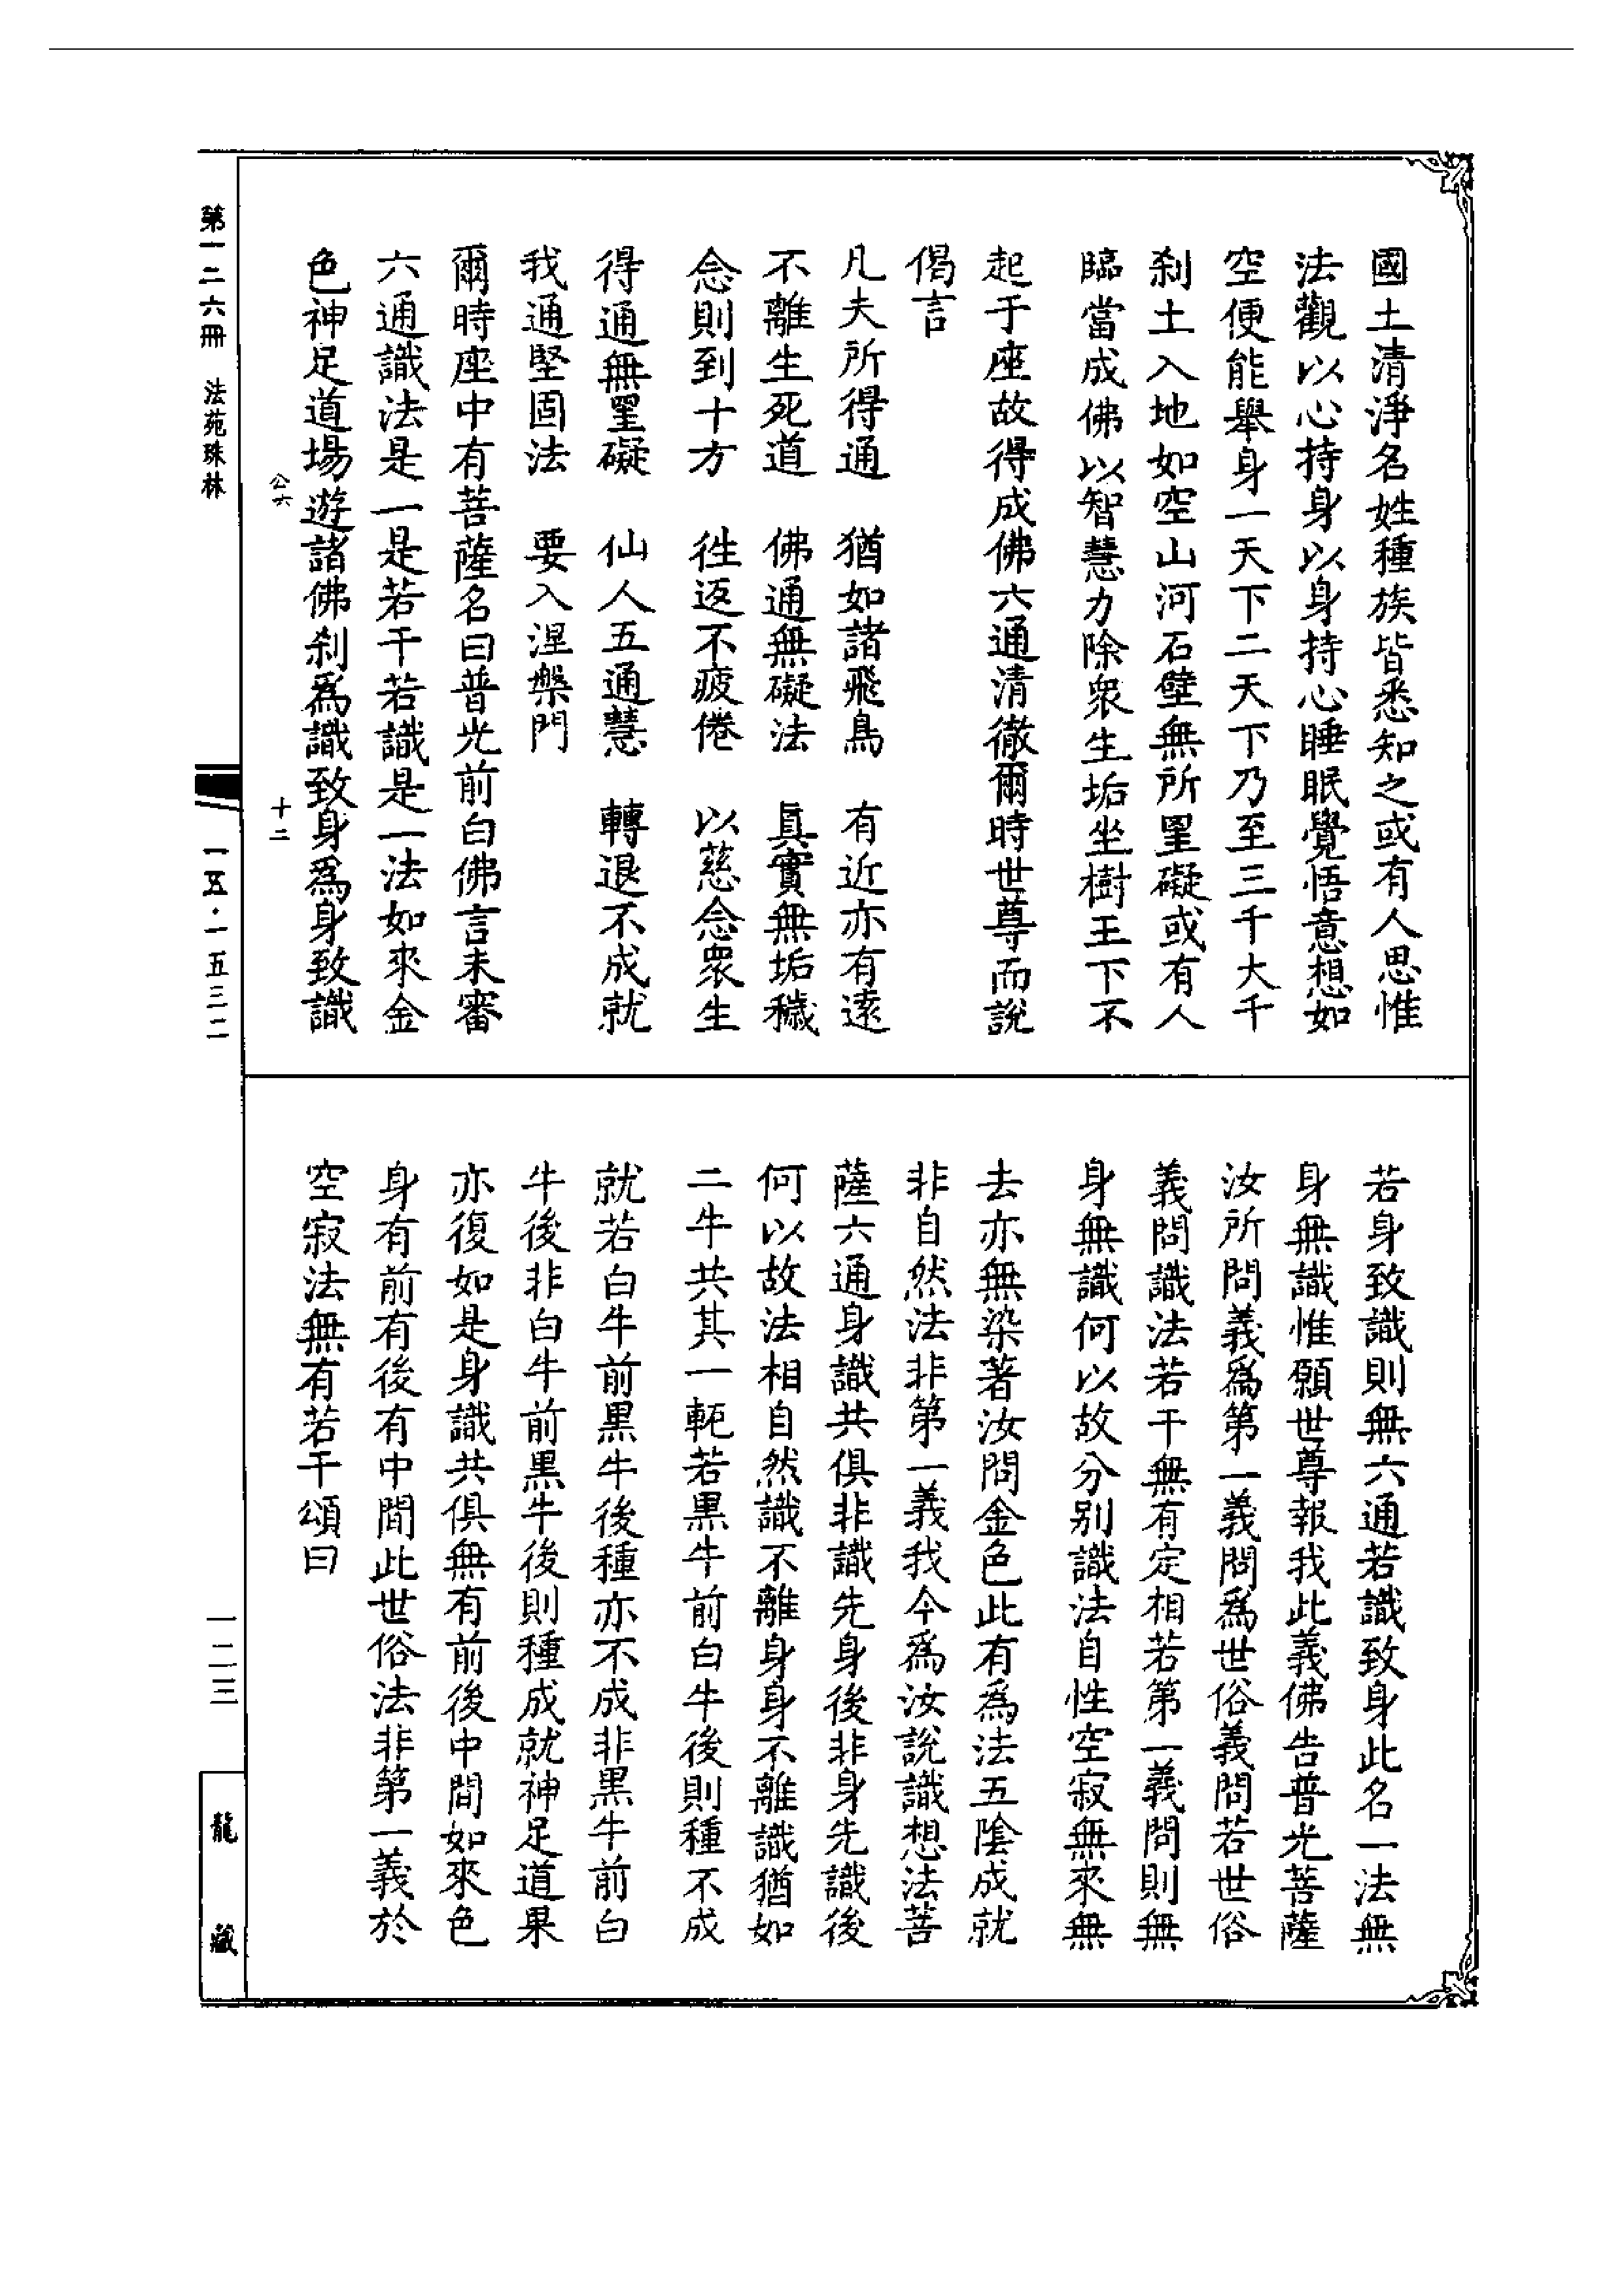 國土清淨名姓種族皆悉知之或有人思惟
法觀以心持身以身持心睡眠覺悟意想如
空便能舉身一天下二天下乃至三千大千
刹土入地如空山河石壁無所罣礙或有人
臨當成佛以智慧力除衆生垢坐樹王下不
起于座故得成佛六通清徹爾時世尊而說
偈言
凡夫所得通　猶如諸飛鳥　有近亦有遠
不離生死道　佛通無礙法　眞實無垢穢
念則到十方　徃返不疲倦　以慈念衆生
得通無罣礙　仙人五通慧　轉退不成就
我通堅固法　要入涅槃門
爾時座中有菩薩名曰普光前白佛言未審
六通識法是一是若干若識是一法如來金
色神足道場遊諸佛刹爲識致身爲身致識
若身致識則無六通若識致身此名一法無
身無識惟願世尊報我此義佛告普光菩薩
汝所問義爲第一義問爲世俗義問若世俗
義問識法若干無有定相若第一義問則無
身無識何以故分別識法自性空寂無來無
去亦無染著汝問金色此有爲法五陰成就
非自然法非第一義我今爲汝說識想法菩
薩六通身識共俱非識先身後非身先識後
何以故法相自然識不離身身不離識猶如
二牛共其一軛若黑牛前白牛後則種不成
就若白牛前黑牛後種亦不成非黑牛前白
牛後非白牛前黑牛後則種成就神足道果
亦復如是身識共俱無有前後中間如來色
身有前有後有中間此世俗法非第一義於
空寂法無有若干頌曰
公六
十二
第一二六冊　法苑珠林
一五·一五三二
一二三
龍藏